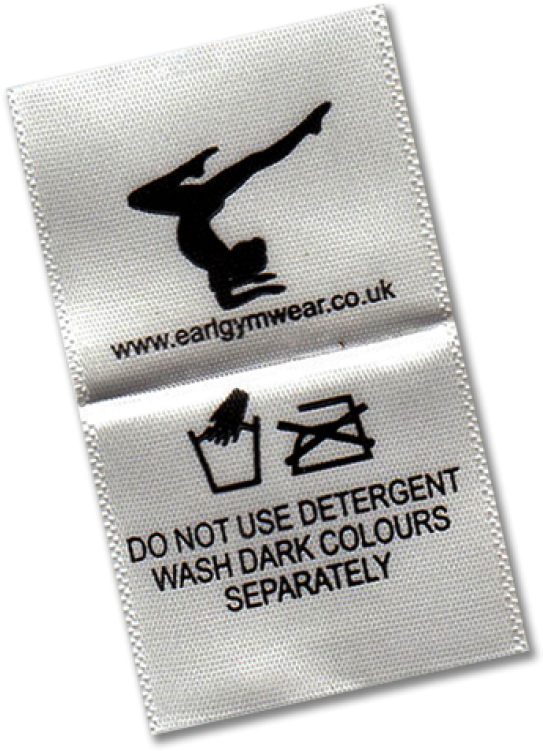 www.earlgymwear.co.uk
DO NOT USE DETERGENT
WASH DARK COLOURS
SEPARATELY